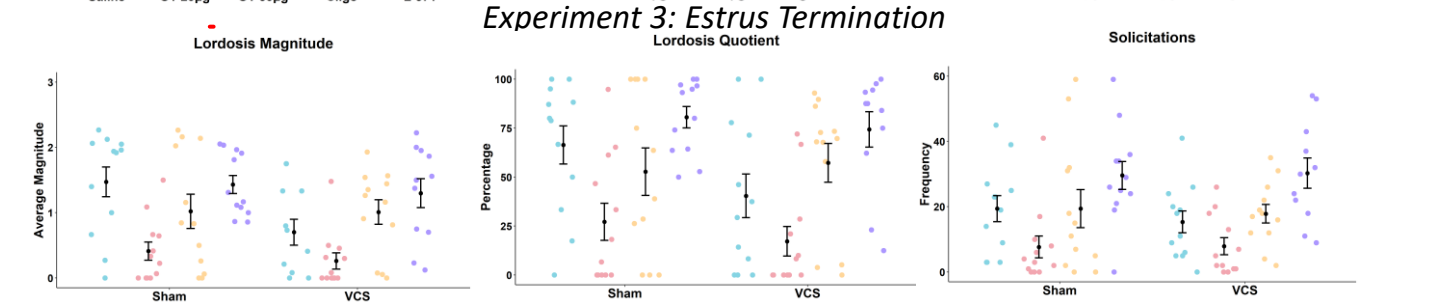 Experiment 3: Estrus Termination
Lordosis Magnitude
Average Magnitude
3
2
1
0
Sham
VCS
Lordosis Quotient
Percentage
100
75
50
25
0
Sham
VCS
Solicitations
Frequency
60
40
20
0
Sham
VCS